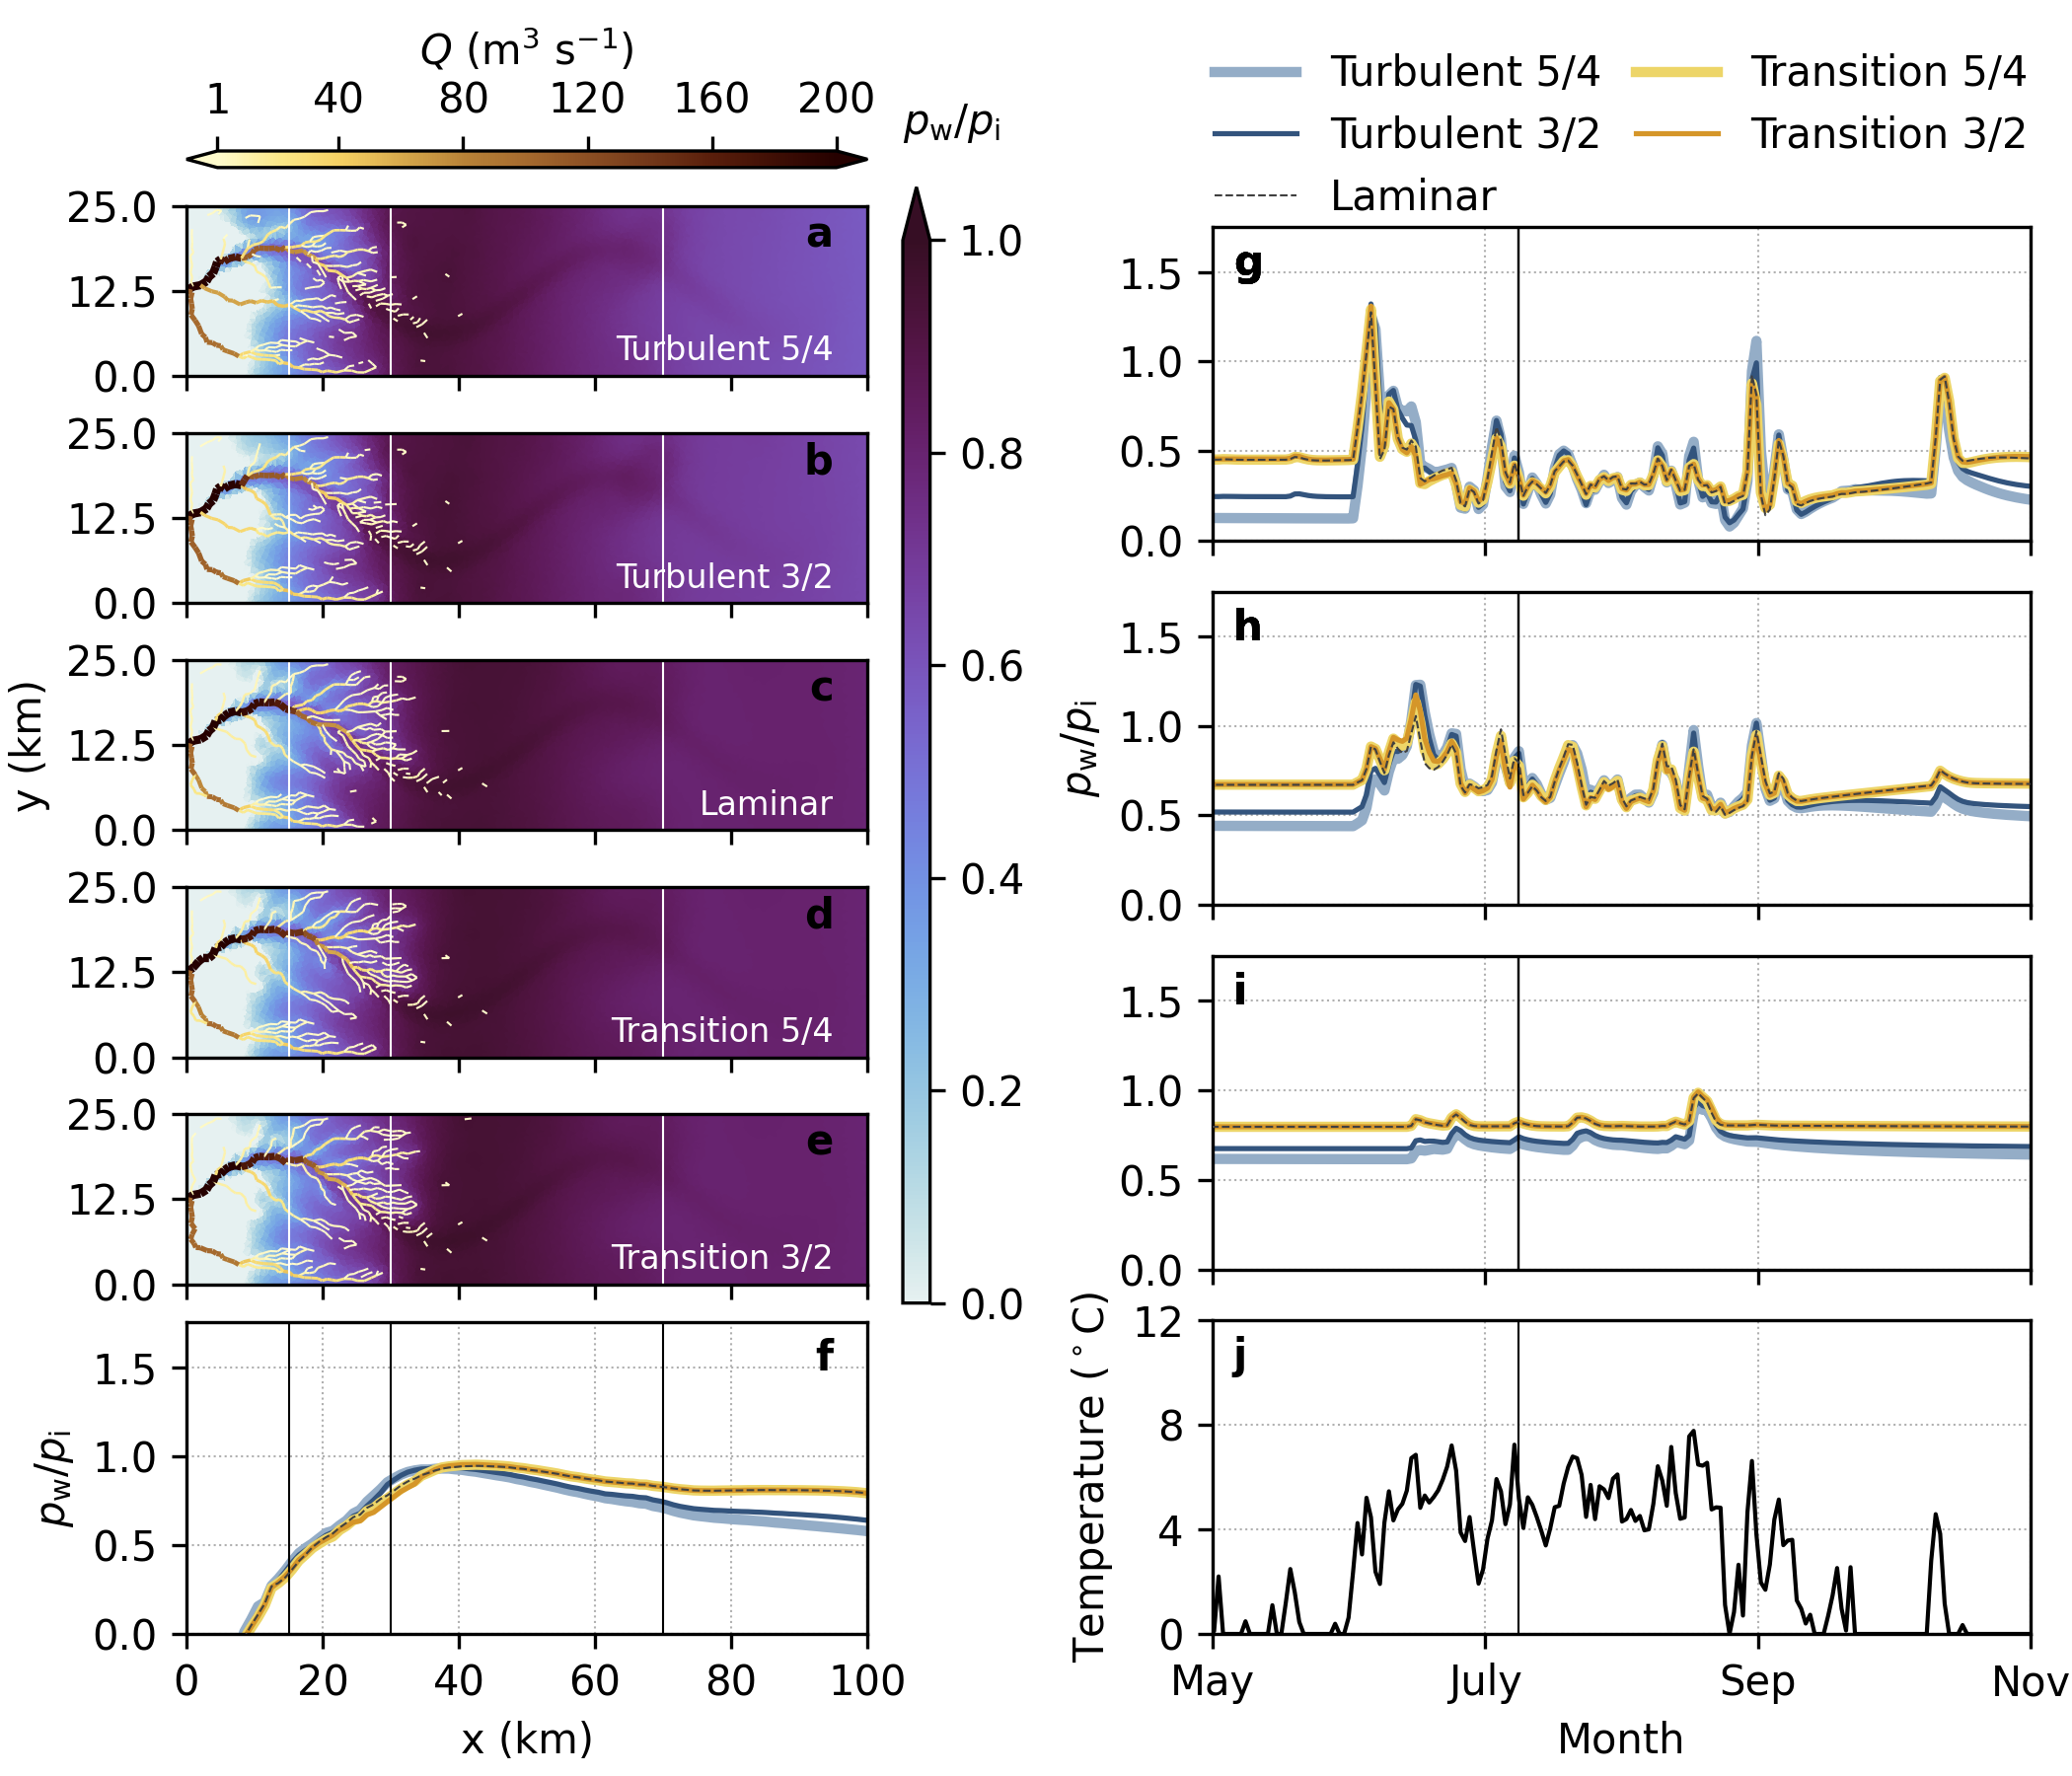 Q (m³ s⁻¹)
1 40 80 120 160 200
p_w/p_i
Turbulent 5/4
Turbulent 3/2
Laminar
Transition 5/4
Transition 3/2
25.0
12.5
0.0
a
Turbulent 5/4
25.0
12.5
0.0
b
Turbulent 3/2
25.0
12.5
0.0
c
Laminar
25.0
12.5
0.0
d
Transition 5/4
25.0
12.5
0.0
e
Transition 3/2
y (km)
1.0
0.8
0.6
0.4
0.2
0.0
1.5
1.0
0.5
0.0
f
p_w/p_i
0 20 40 60 80 100
x (km)
1.5
1.0
0.5
0.0
g
1.5
1.0
0.5
0.0
h
p_w/p_i
1.5
1.0
0.5
0.0
i
12
8
4
0
j
Temperature (°C)
May July Sep Nov
Month